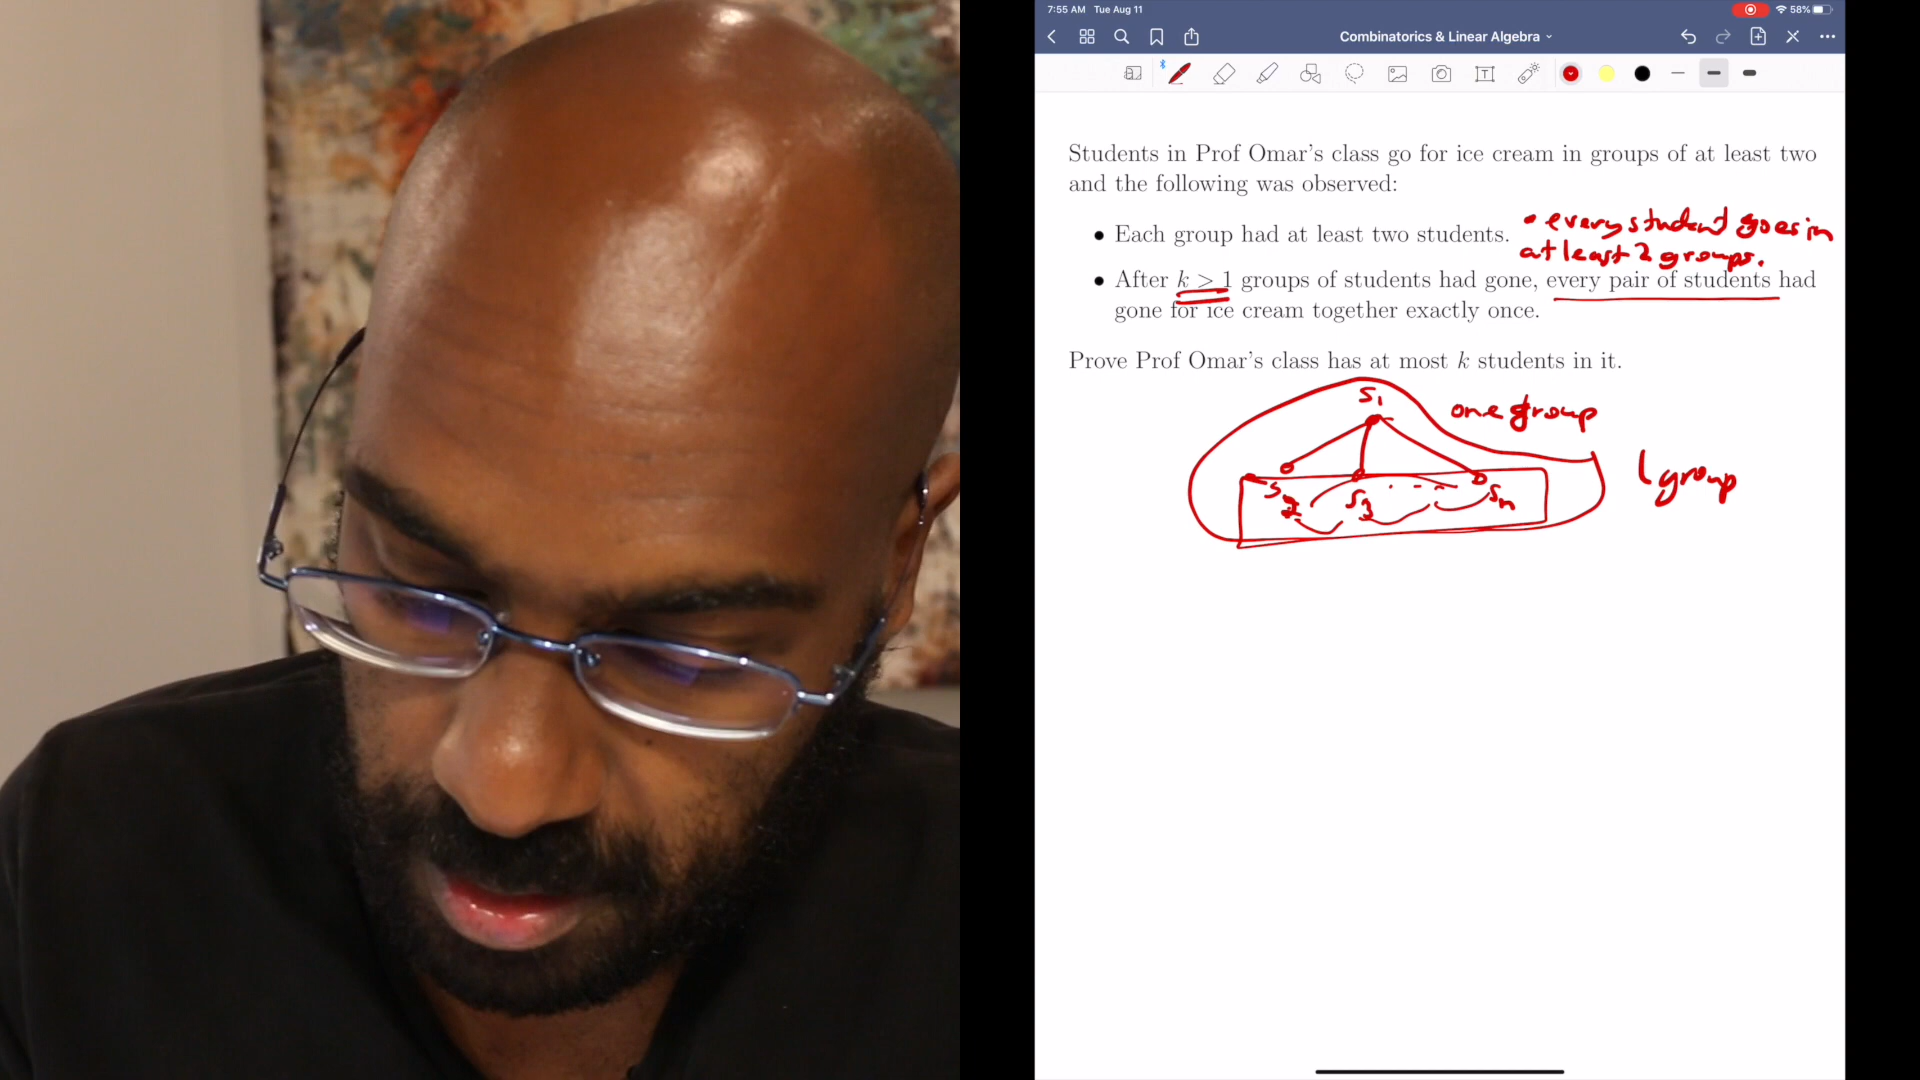 7:55 AM Tue Aug 11
58%
Combinatorics & Linear Algebra
Students in Prof Omar's class go for ice cream in groups of at least two
and the following was observed:
• Each group had at least two students.
• every student goes in
at least 2 groups.
• After k > 1 groups of students had gone, every pair of students had
gone for ice cream together exactly once.
Prove Prof Omar's class has at most k students in it.
S₁
one group
1 group
S₂ S₃ Sₙ